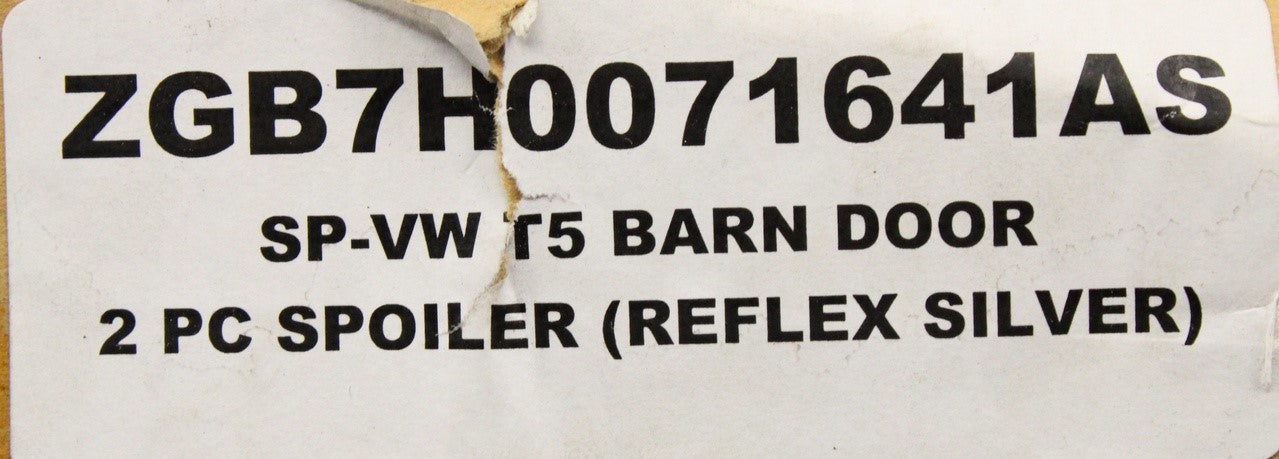 ZGB7H0071641AS
SP-VW T5 BARN DOOR
2 PC SPOILER (REFLEX SILVER)